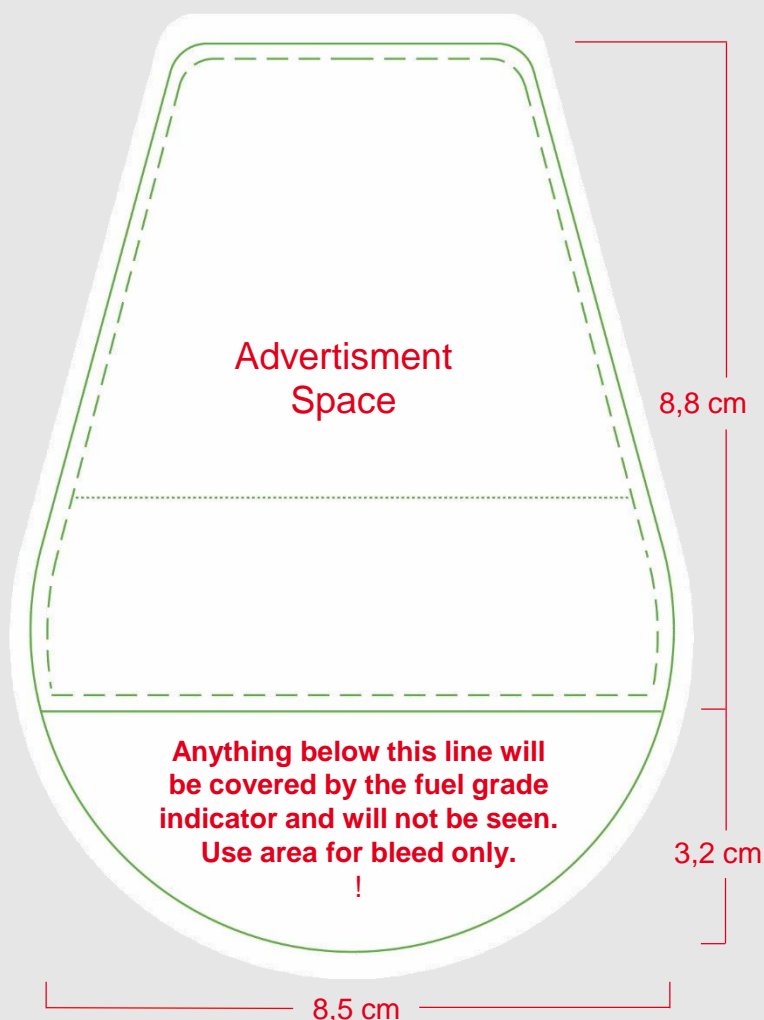 Advertisment
Space
8,8 cm
Anything below this line will
be covered by the fuel grade
indicator and will not be seen.
Use area for bleed only.
!
3,2 cm
8,5 cm